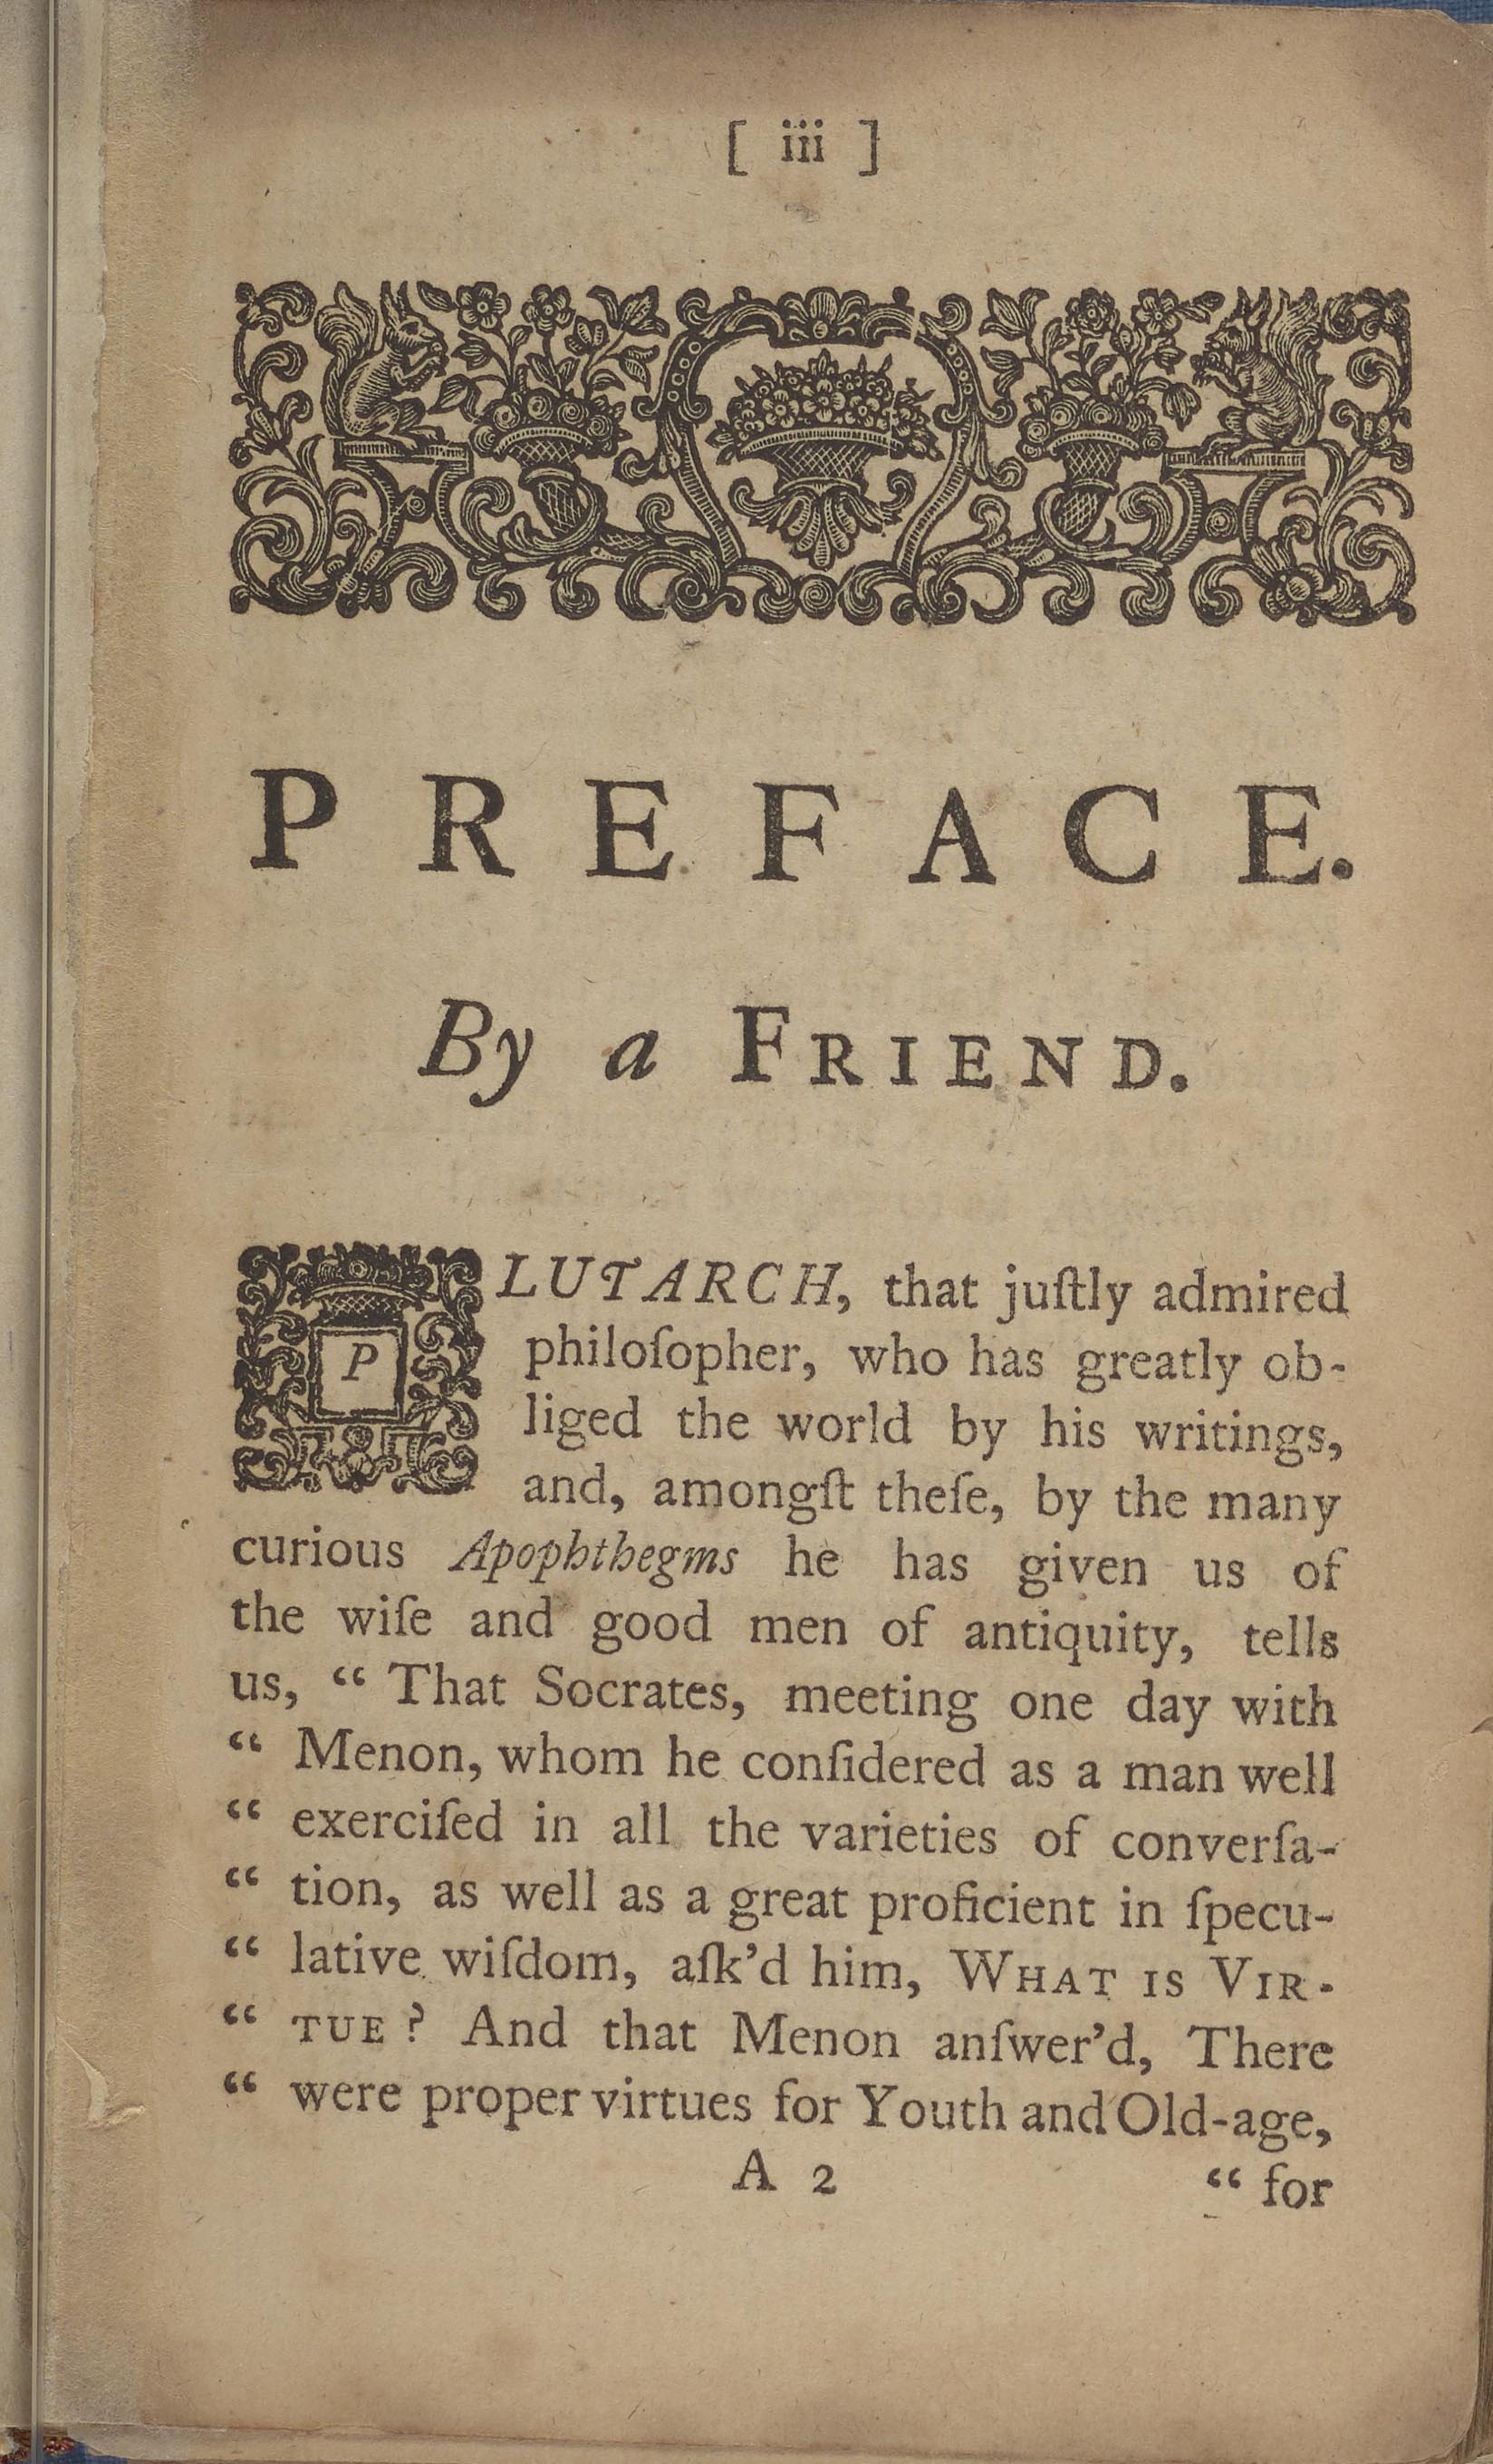 [ iii ]
PREFACE.
By a FRIEND.
PLUTARCH, that juſtly admired
philoſopher, who has greatly ob-
liged the world by his writings,
and, amongſt theſe, by the many
curious Apophthegms he has given us of
the wiſe and good men of antiquity, tells
us, “ That Socrates, meeting one day with
“ Menon, whom he conſidered as a man well
“ exerciſed in all the varieties of converſa-
“ tion, as well as a great proficient in ſpecu-
“ lative wiſdom, aſk’d him, WHAT IS VIR-
“ TUE? And that Menon anſwer’d, There
“ were proper virtues for Youth and Old-age,
A 2 “ for